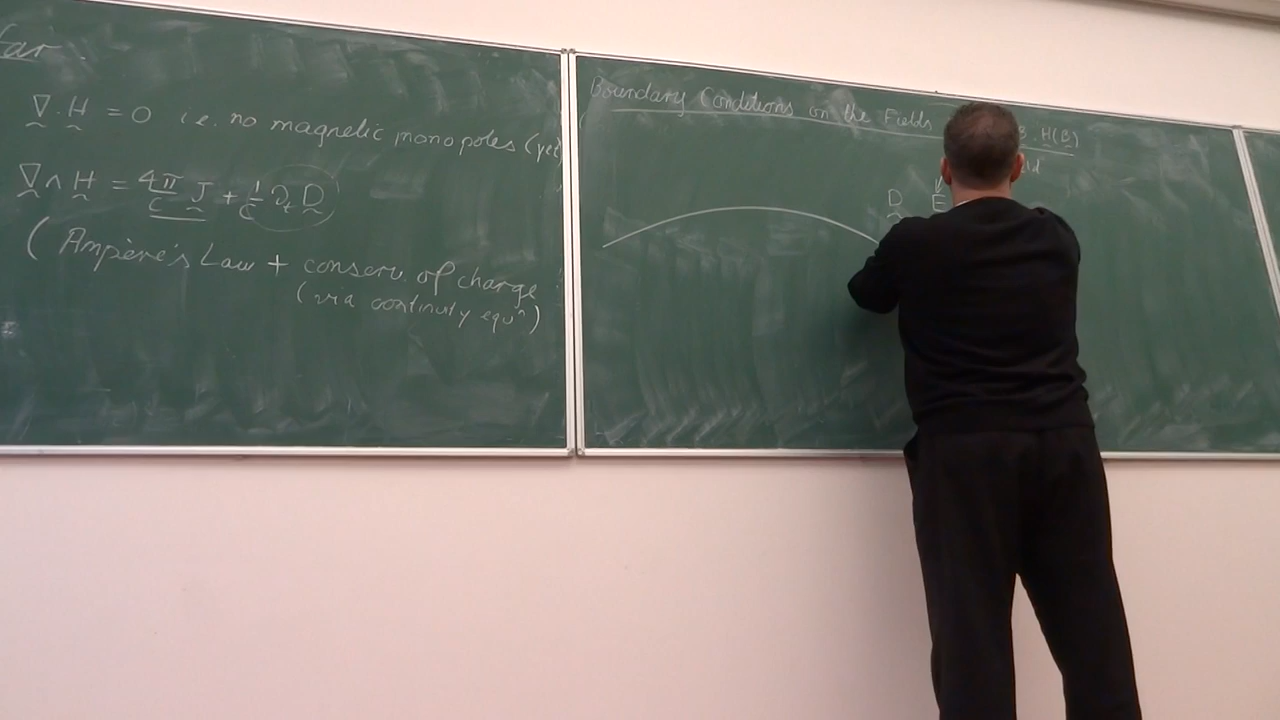 far
∇ . H = 0 i.e. no magnetic monopoles (yet
∇ ∧ H = 4π/c J + 1/c ∂t D
( Ampère's Law + conserv. of charge
(via continuity equⁿ)
Boundary Conditions on the Fields
H(B)
D E